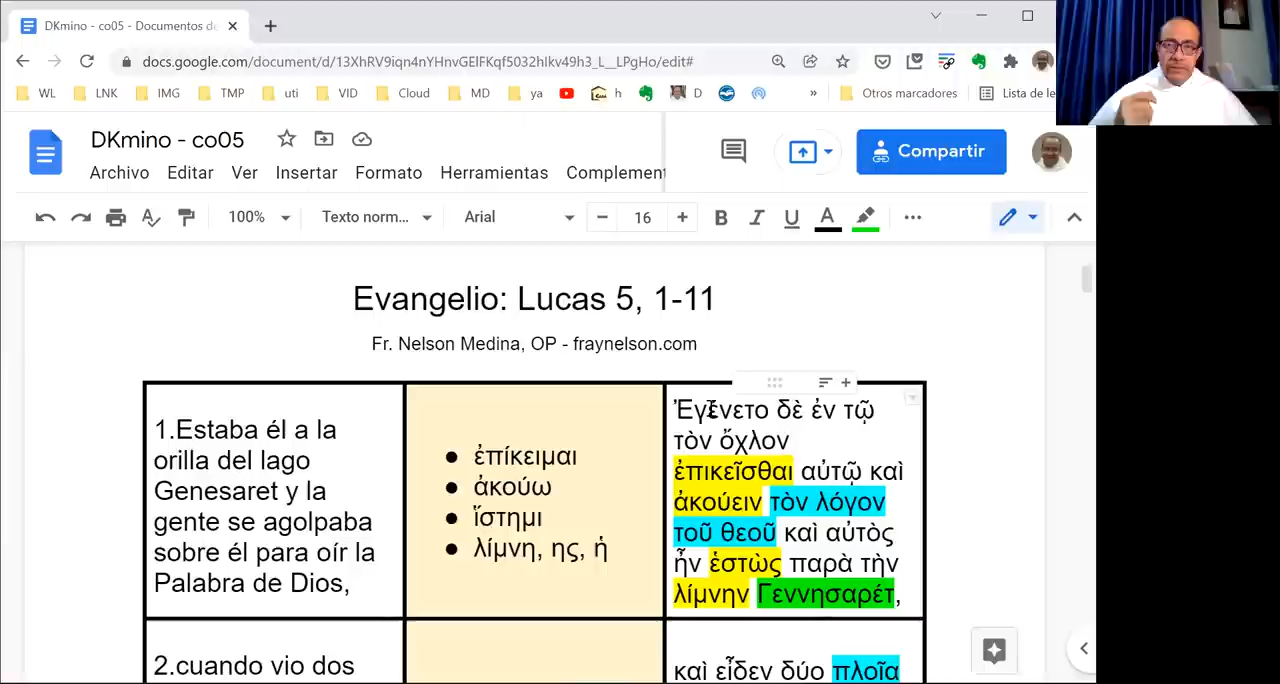 DKmino - co05 - Documentos de
docs.google.com/document/d/13XhRV9iqn4nYHnvGElFKqf5032hlkv49h3_L__LPgHo/edit#
WL LNK IMG TMP uti VID Cloud MD ya h D » Otros marcadores Lista de le
DKmino - co05
Compartir
Archivo Editar Ver Insertar Formato Herramientas Complement
100% Texto norm... Arial 16 B I U A
Evangelio: Lucas 5, 1-11
Fr. Nelson Medina, OP - fraynelson.com
1.Estaba él a la
orilla del lago
Genesaret y la
gente se agolpaba
sobre él para oír la
Palabra de Dios,
● ἐπίκειμαι
● ἀκούω
● ἵστημι
● λίμνη, ης, ἡ
Ἐγένετο δὲ ἐν τῷ
τὸν ὄχλον
ἐπικεῖσθαι αὐτῷ καὶ
ἀκούειν τὸν λόγον
τοῦ θεοῦ καὶ αὐτὸς
ἦν ἑστὼς παρὰ τὴν
λίμνην Γεννησαρέτ,
2.cuando vio dos
καὶ εἶδεν δύο πλοῖα